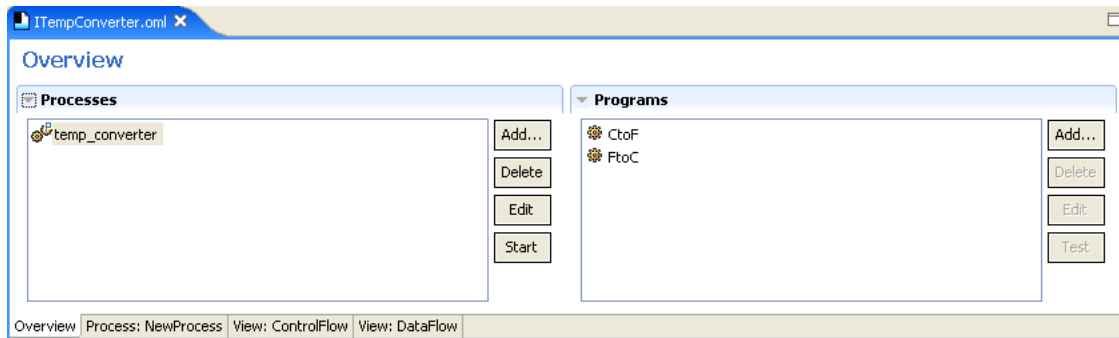 ITempConverter.oml
Overview
Processes
temp_converter
Add...
Delete
Edit
Start
Programs
CtoF
FtoC
Add...
Delete
Edit
Test
Overview Process: NewProcess View: ControlFlow View: DataFlow